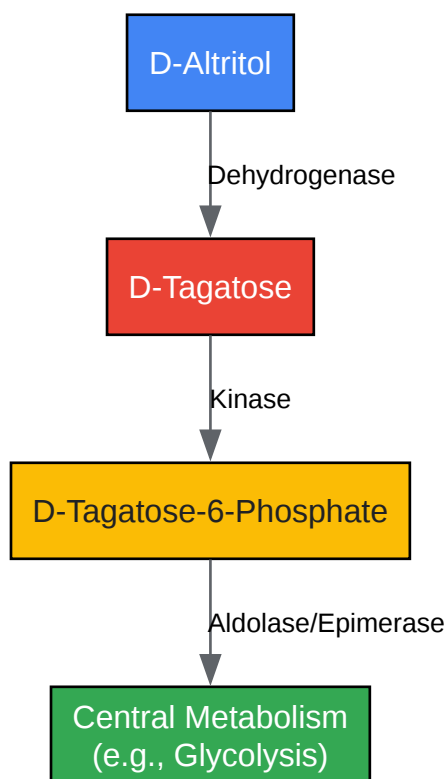 D-Altritol
Dehydrogenase
D-Tagatose
Kinase
D-Tagatose-6-Phosphate
Aldolase/Epimerase
Central Metabolism
(e.g., Glycolysis)